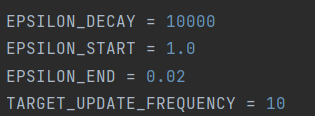 EPSILON_DECAY = 10000
EPSILON_START = 1.0
EPSILON_END = 0.02
TARGET_UPDATE_FREQUENCY = 10